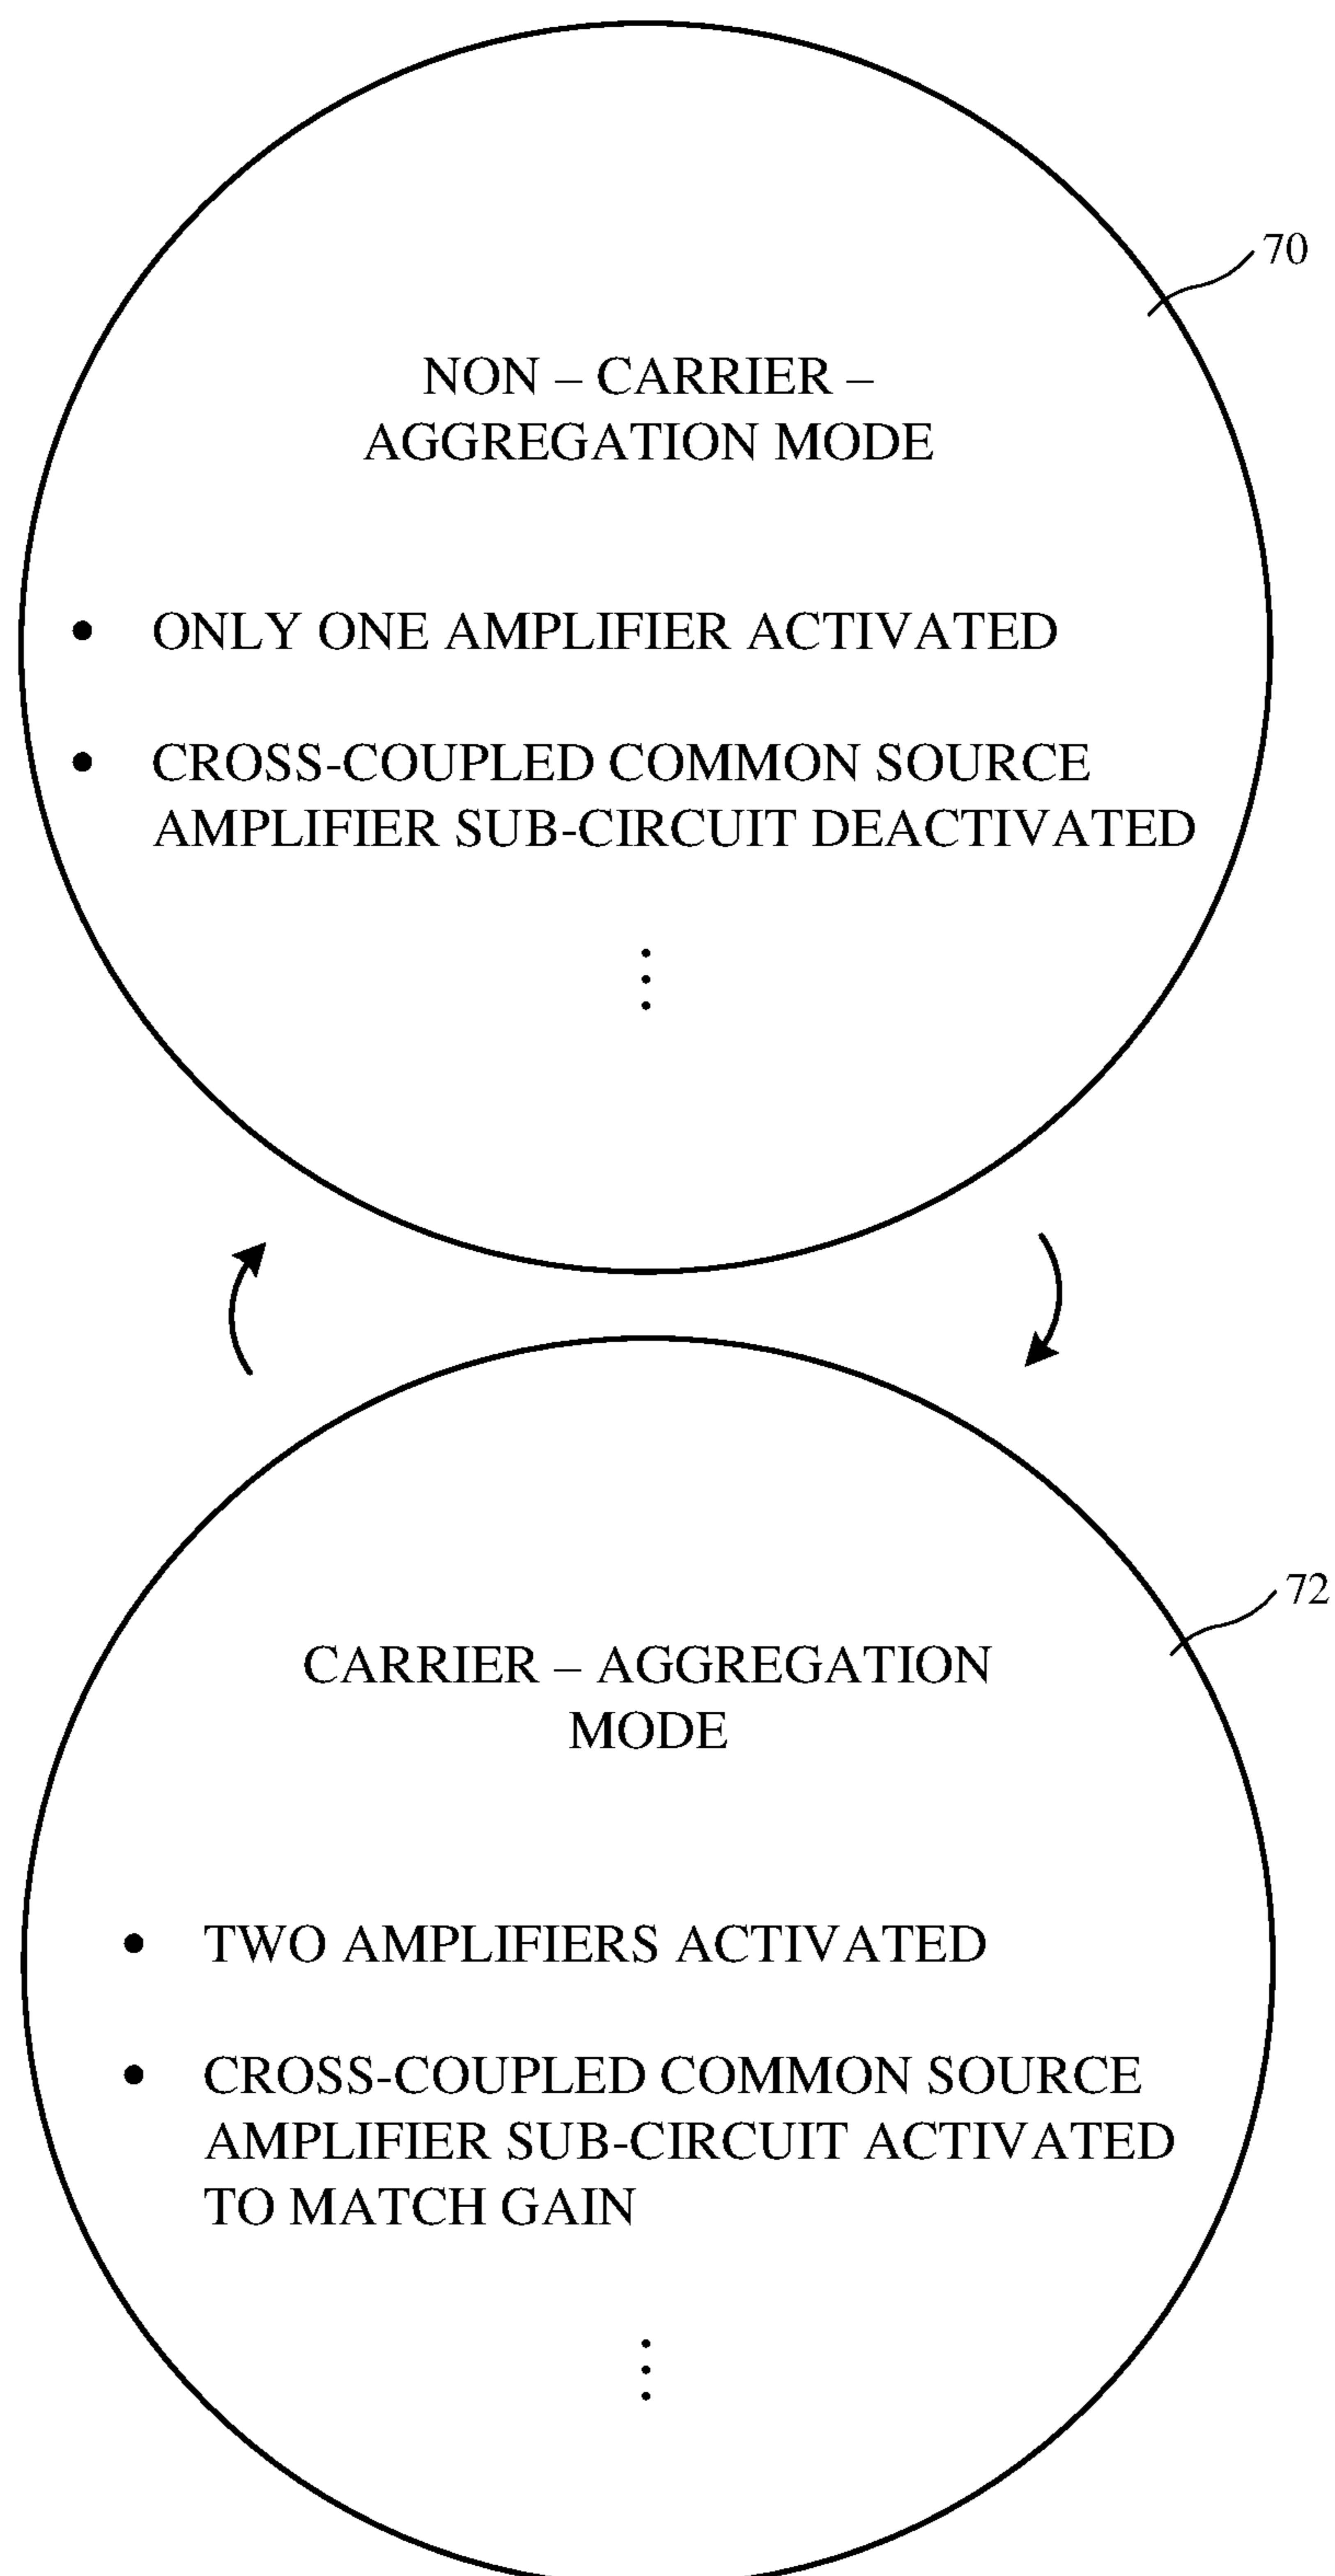 70
NON – CARRIER –
AGGREGATION MODE
• ONLY ONE AMPLIFIER ACTIVATED
• CROSS-COUPLED COMMON SOURCE
AMPLIFIER SUB-CIRCUIT DEACTIVATED
⋮
72
CARRIER – AGGREGATION
MODE
• TWO AMPLIFIERS ACTIVATED
• CROSS-COUPLED COMMON SOURCE
AMPLIFIER SUB-CIRCUIT ACTIVATED
TO MATCH GAIN
⋮